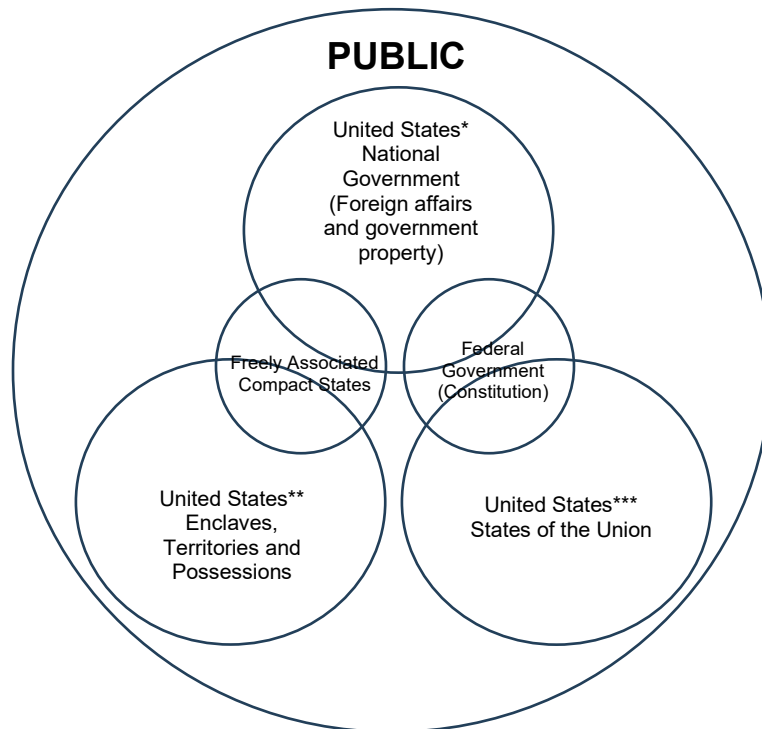 PUBLIC
United States*
National
Government
(Foreign affairs
and government
property)
Freely Associated
Compact States
Federal
Government
(Constitution)
United States**
Enclaves,
Territories and
Possessions
United States***
States of the Union